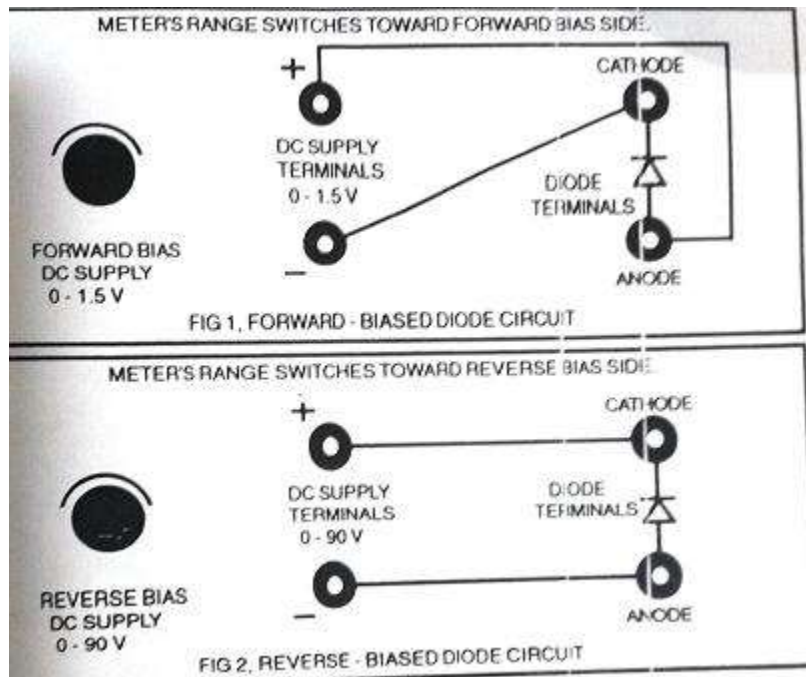 METER'S RANGE SWITCHES TOWARD FORWARD BIAS SIDE.
+
CATHODE
DC SUPPLY
TERMINALS
0 - 1.5 V
DIODE
TERMINALS
FORWARD BIAS
DC SUPPLY
0 - 1.5 V
–
ANODE
FIG 1, FORWARD - BIASED DIODE CIRCUIT
METER'S RANGE SWITCHES TOWARD REVERSE BIAS SIDE.
+
CATHODE
DC SUPPLY
TERMINALS
0 - 90 V
DIODE
TERMINALS
REVERSE BIAS
DC SUPPLY
0 - 90 V
–
ANODE
FIG 2, REVERSE - BIASED DIODE CIRCUIT